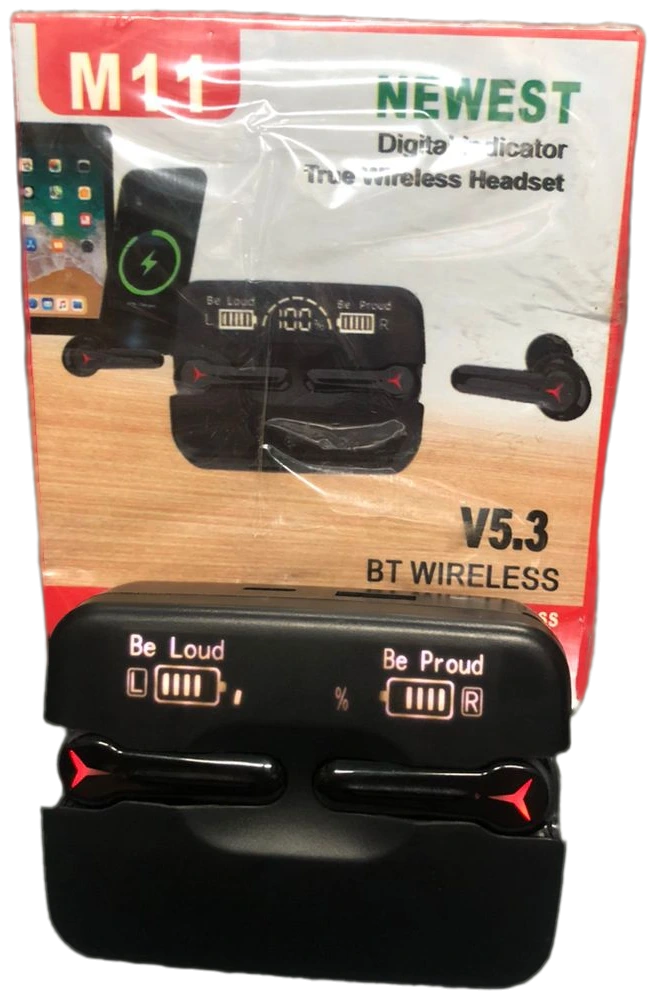 M11
NEWEST
Digital Indicator
True Wireless Headset
Be Loud Be Proud
L 100% R
V5.3
BT WIRELESS
SS
Be Loud
L
Be Proud
% R